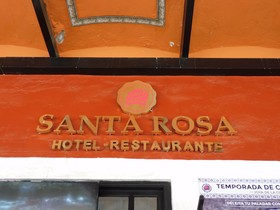 SANTA ROSA
HOTEL-RESTAURANTE
TEMPORADA DE C